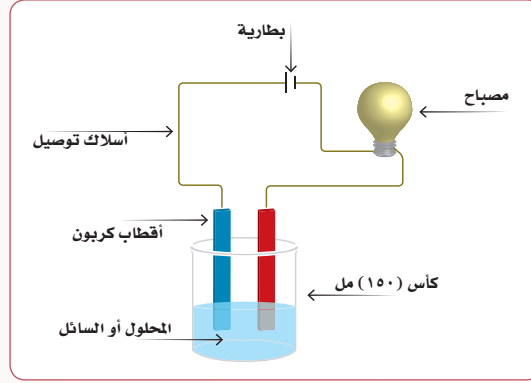 بطارية
مصباح
أسلاك توصيل
أقطاب كربون
كأس (١٥٠) مل
المحلول أو السائل